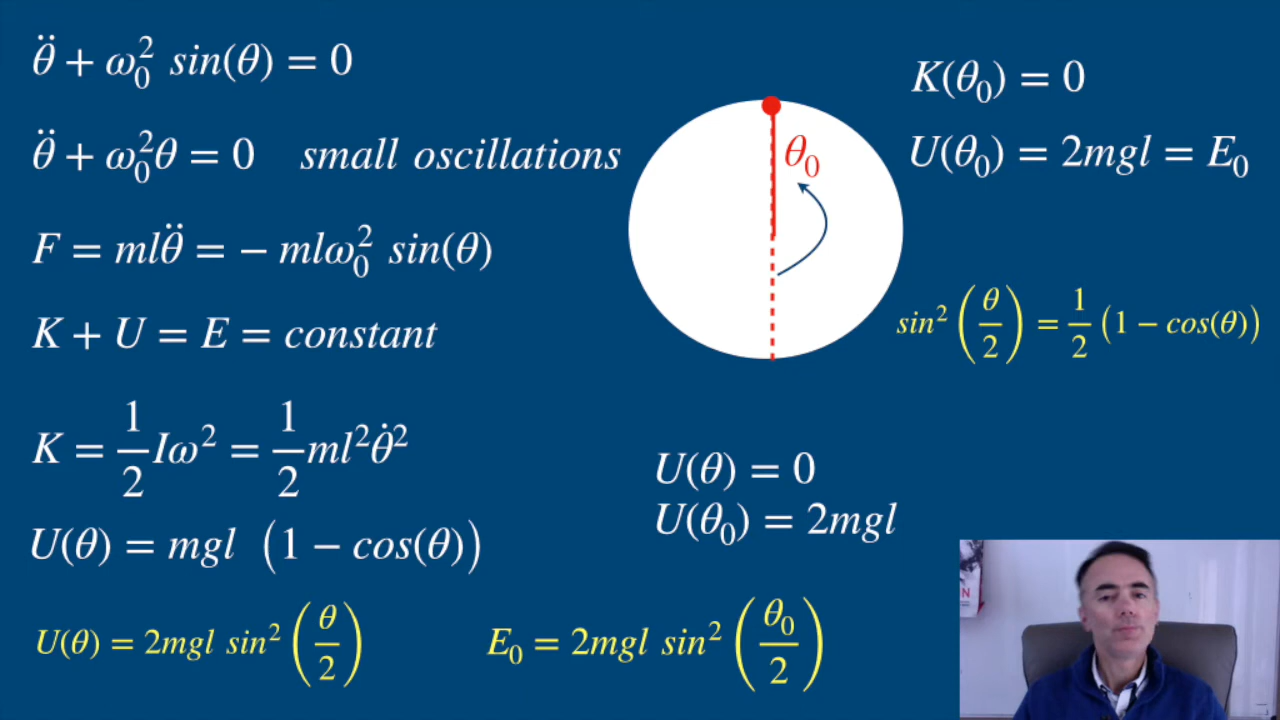 θ̈ + ω₀² sin(θ) = 0
θ̈ + ω₀²θ = 0 small oscillations
F = mlθ̈ = − mlω₀² sin(θ)
K + U = E = constant
K = 1/2 Iω² = 1/2 ml²θ̇²
U(θ) = mgl (1 − cos(θ))
U(θ) = 2mgl sin² (θ/2)
E₀ = 2mgl sin² (θ₀/2)
θ₀
K(θ₀) = 0
U(θ₀) = 2mgl = E₀
sin² (θ/2) = 1/2 (1 − cos(θ))
U(θ) = 0
U(θ₀) = 2mgl